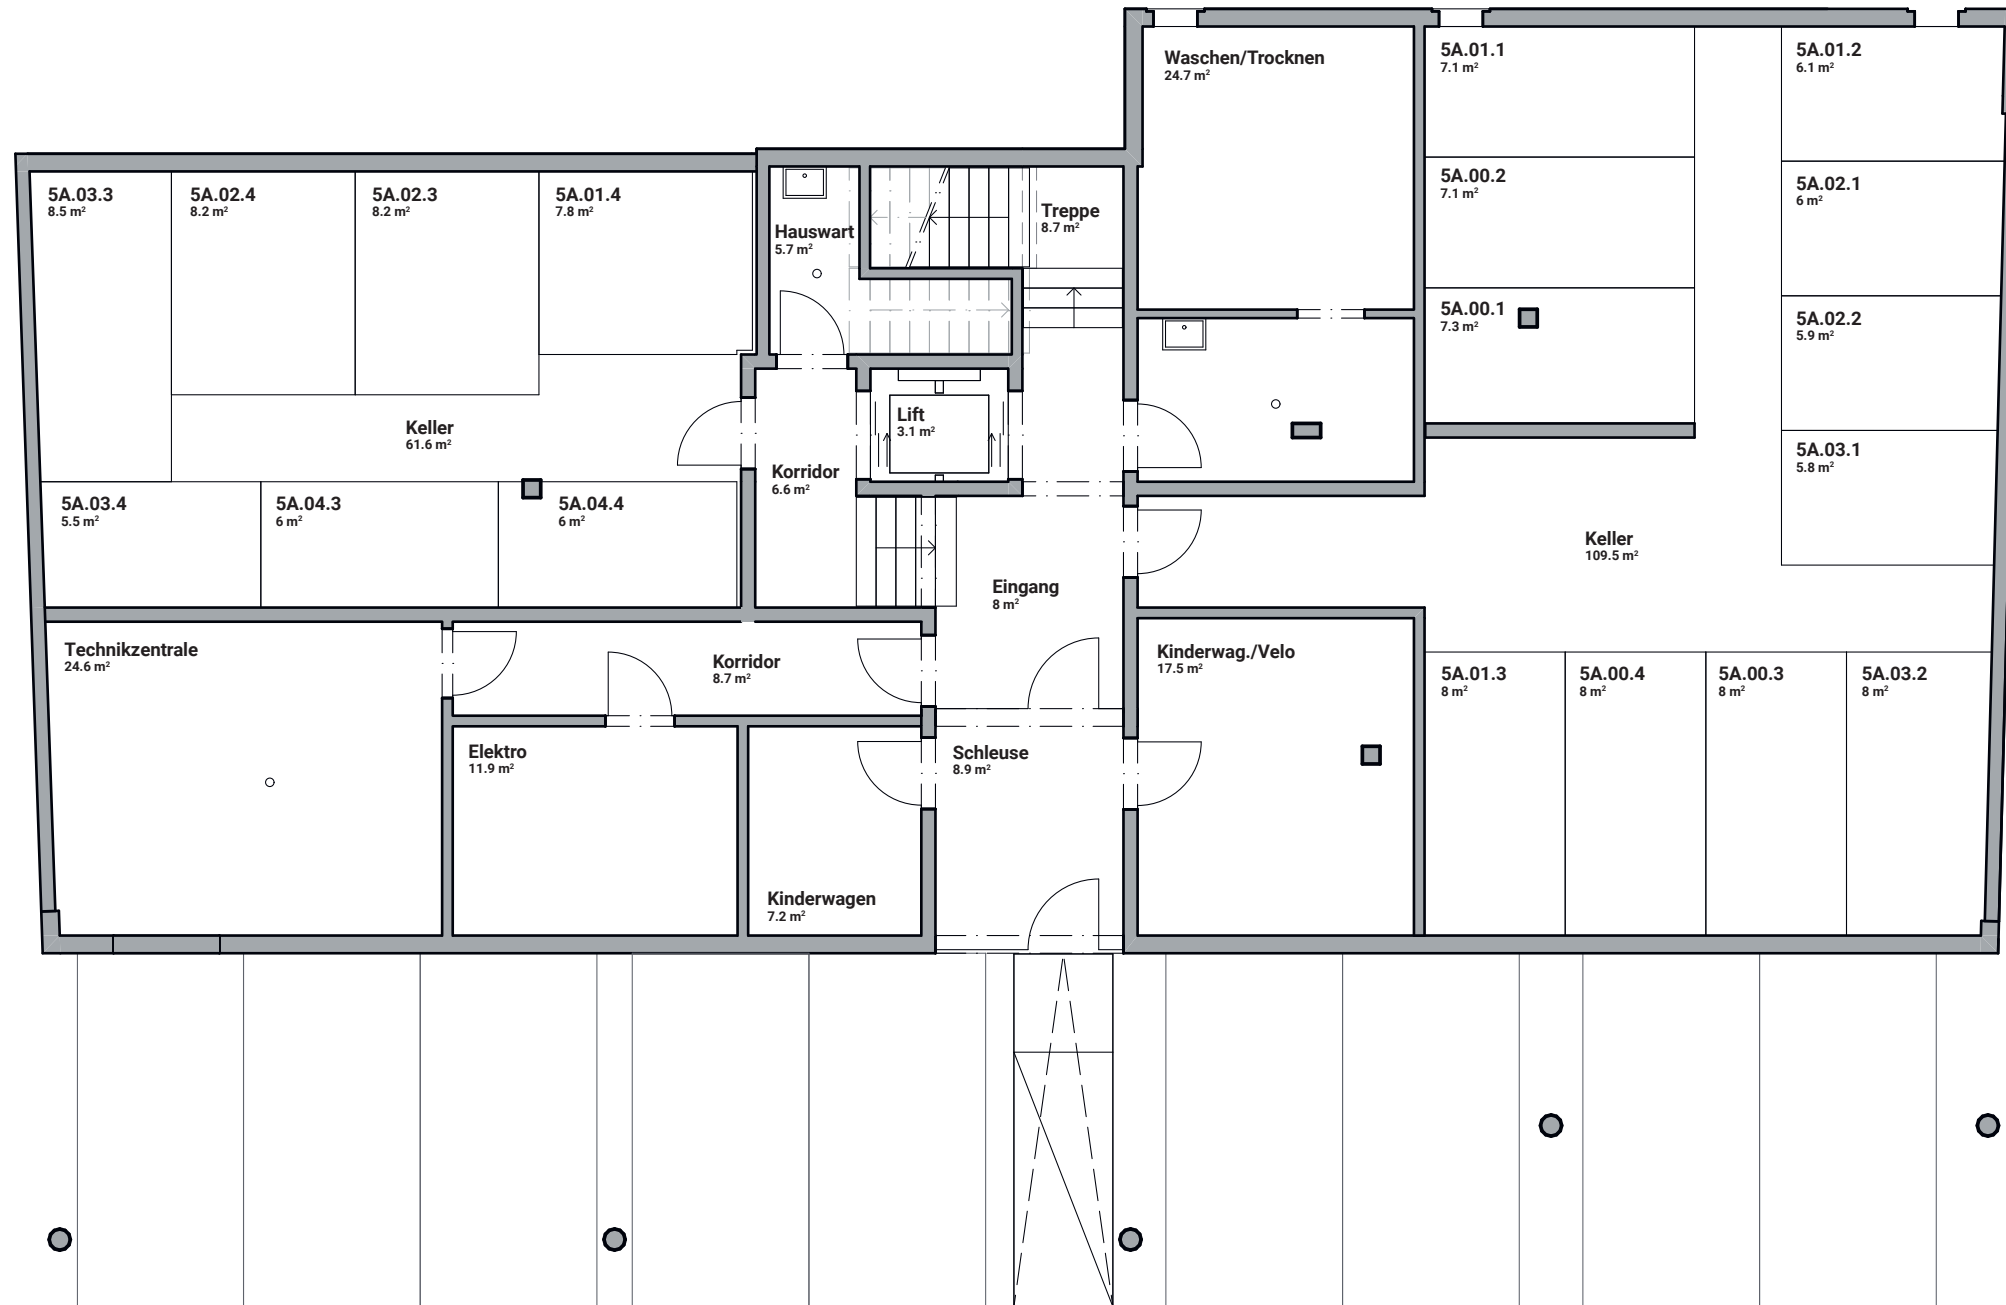 Waschen/Trocknen
24.7 m²
5A.01.1
7.1 m²
5A.01.2
6.1 m²
5A.03.3
8.5 m²
5A.02.4
8.2 m²
5A.02.3
8.2 m²
5A.01.4
7.8 m²
Hauswart
5.7 m²
Treppe
8.7 m²
5A.00.2
7.1 m²
5A.02.1
6 m²
5A.00.1
7.3 m²
5A.02.2
5.9 m²
Keller
61.6 m²
Lift
3.1 m²
Korridor
6.6 m²
5A.03.1
5.8 m²
5A.03.4
5.5 m²
5A.04.3
6 m²
5A.04.4
6 m²
Keller
109.5 m²
Eingang
8 m²
Technikzentrale
24.6 m²
Korridor
8.7 m²
Kinderwag./Velo
17.5 m²
5A.01.3
8 m²
5A.00.4
8 m²
5A.00.3
8 m²
5A.03.2
8 m²
Elektro
11.9 m²
Schleuse
8.9 m²
Kinderwagen
7.2 m²